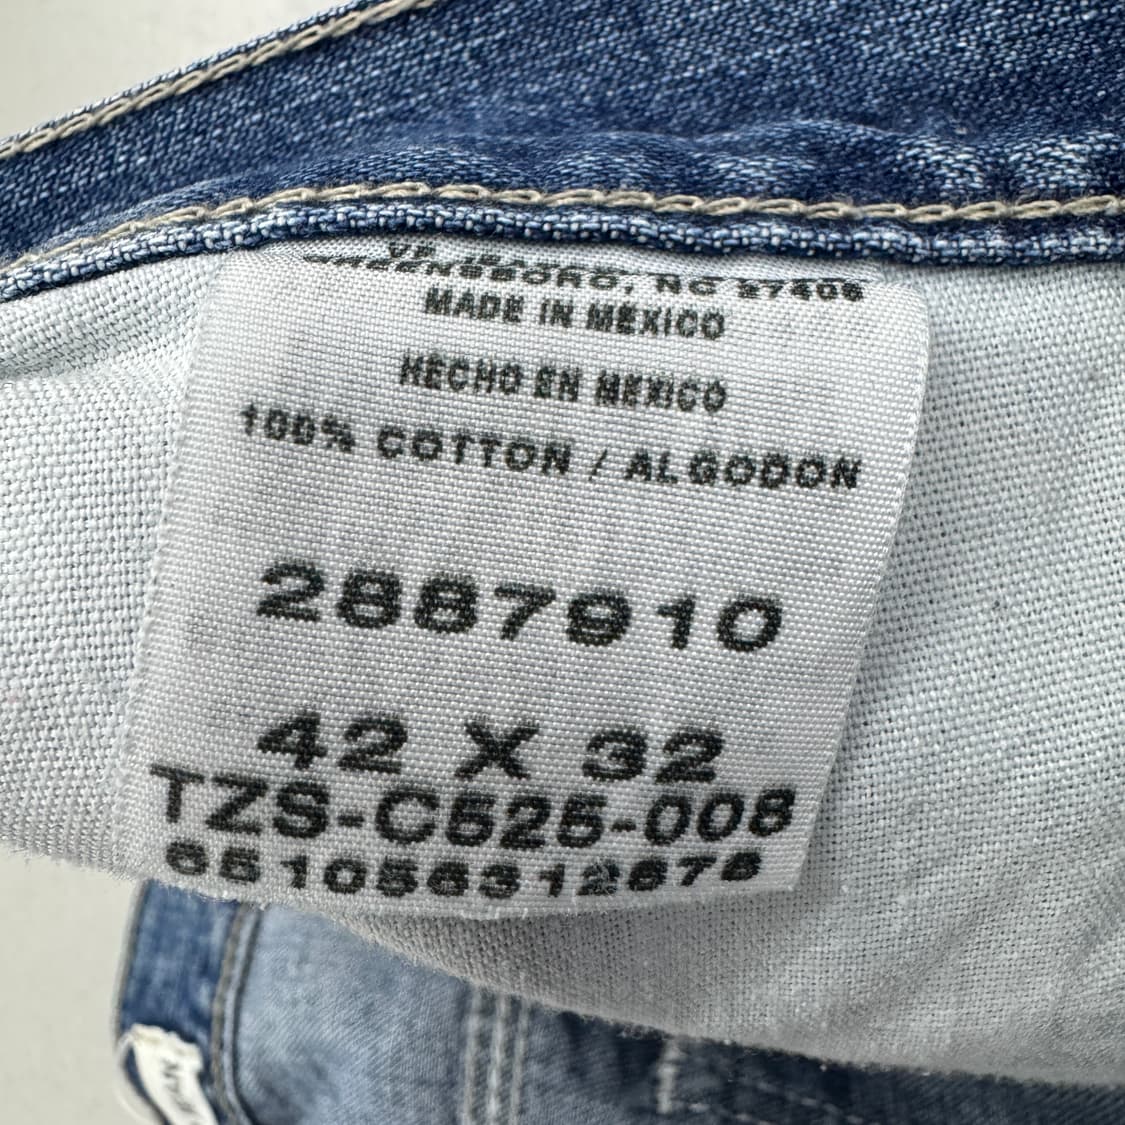 GREENSBORO, NC 27408
MADE IN MEXICO
HECHO EN MEXICO
100% COTTON / ALGODON
2887910
42 X 32
TZS-C525-008